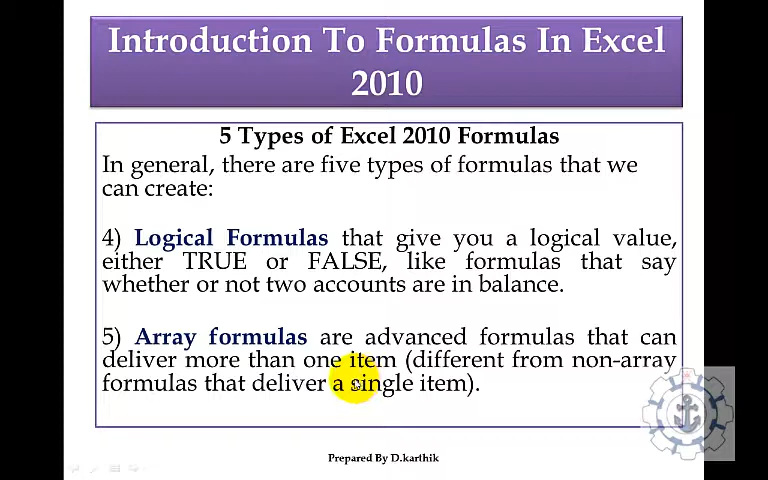 Introduction To Formulas In Excel
2010
5 Types of Excel 2010 Formulas
In general, there are five types of formulas that we
can create:
4) Logical Formulas that give you a logical value,
either TRUE or FALSE, like formulas that say
whether or not two accounts are in balance.
5) Array formulas are advanced formulas that can
deliver more than one item (different from non-array
formulas that deliver a single item).
Prepared By D.karthik